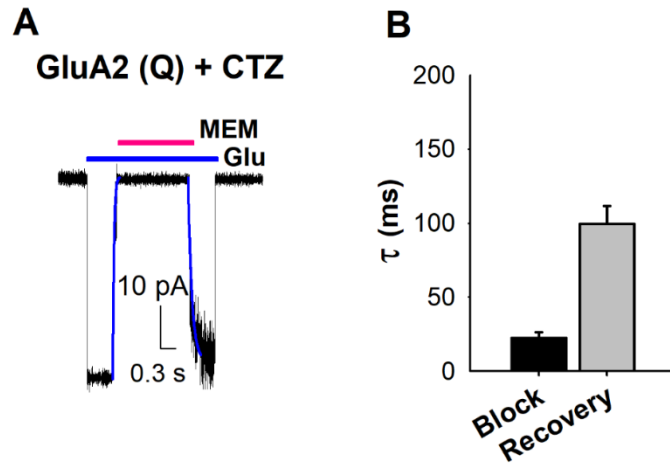 A
GluA2 (Q) + CTZ
MEM
Glu
10 pA
0.3 s
B
200
150
100
50
0
τ (ms)
Block
Recovery